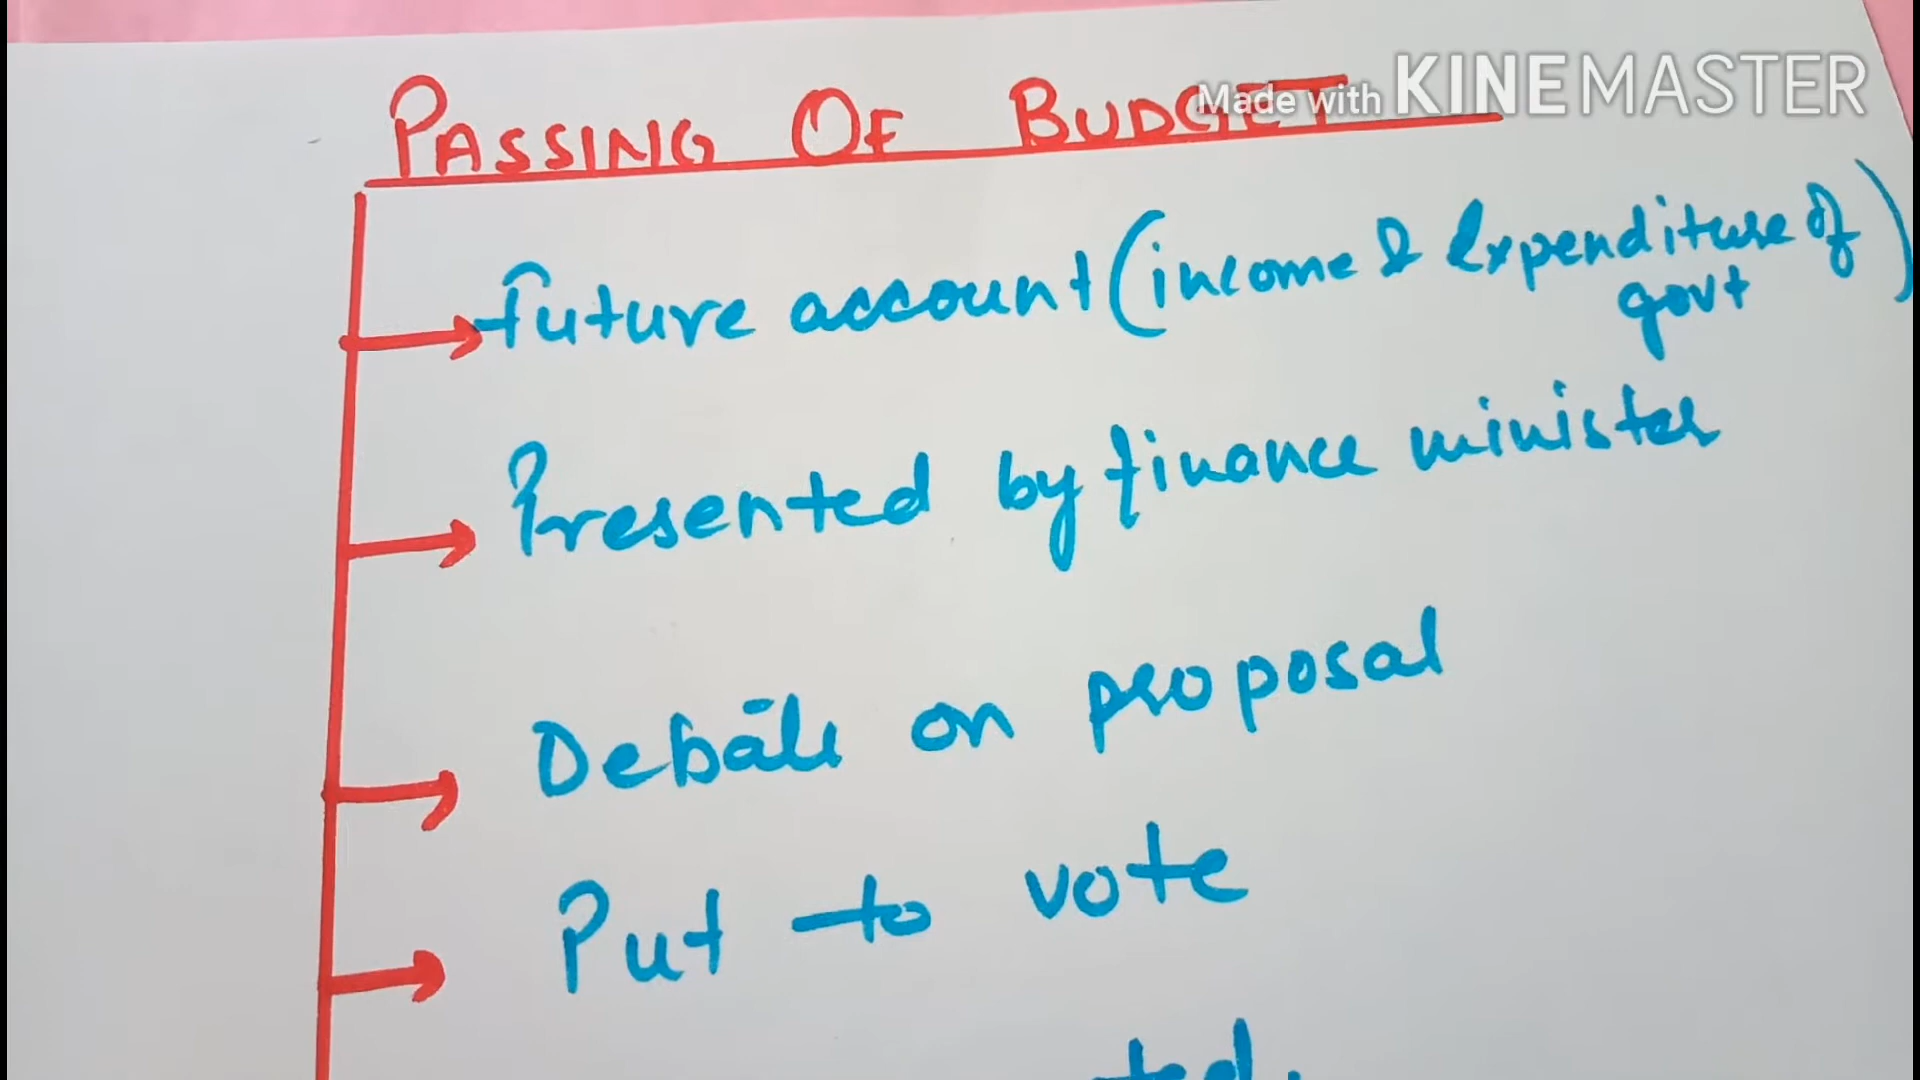 PASSING OF BUDGET
Made with KINEMASTER
Future account (income & Expenditure of govt)
Presented by finance minister
Debate on proposal
Put to vote